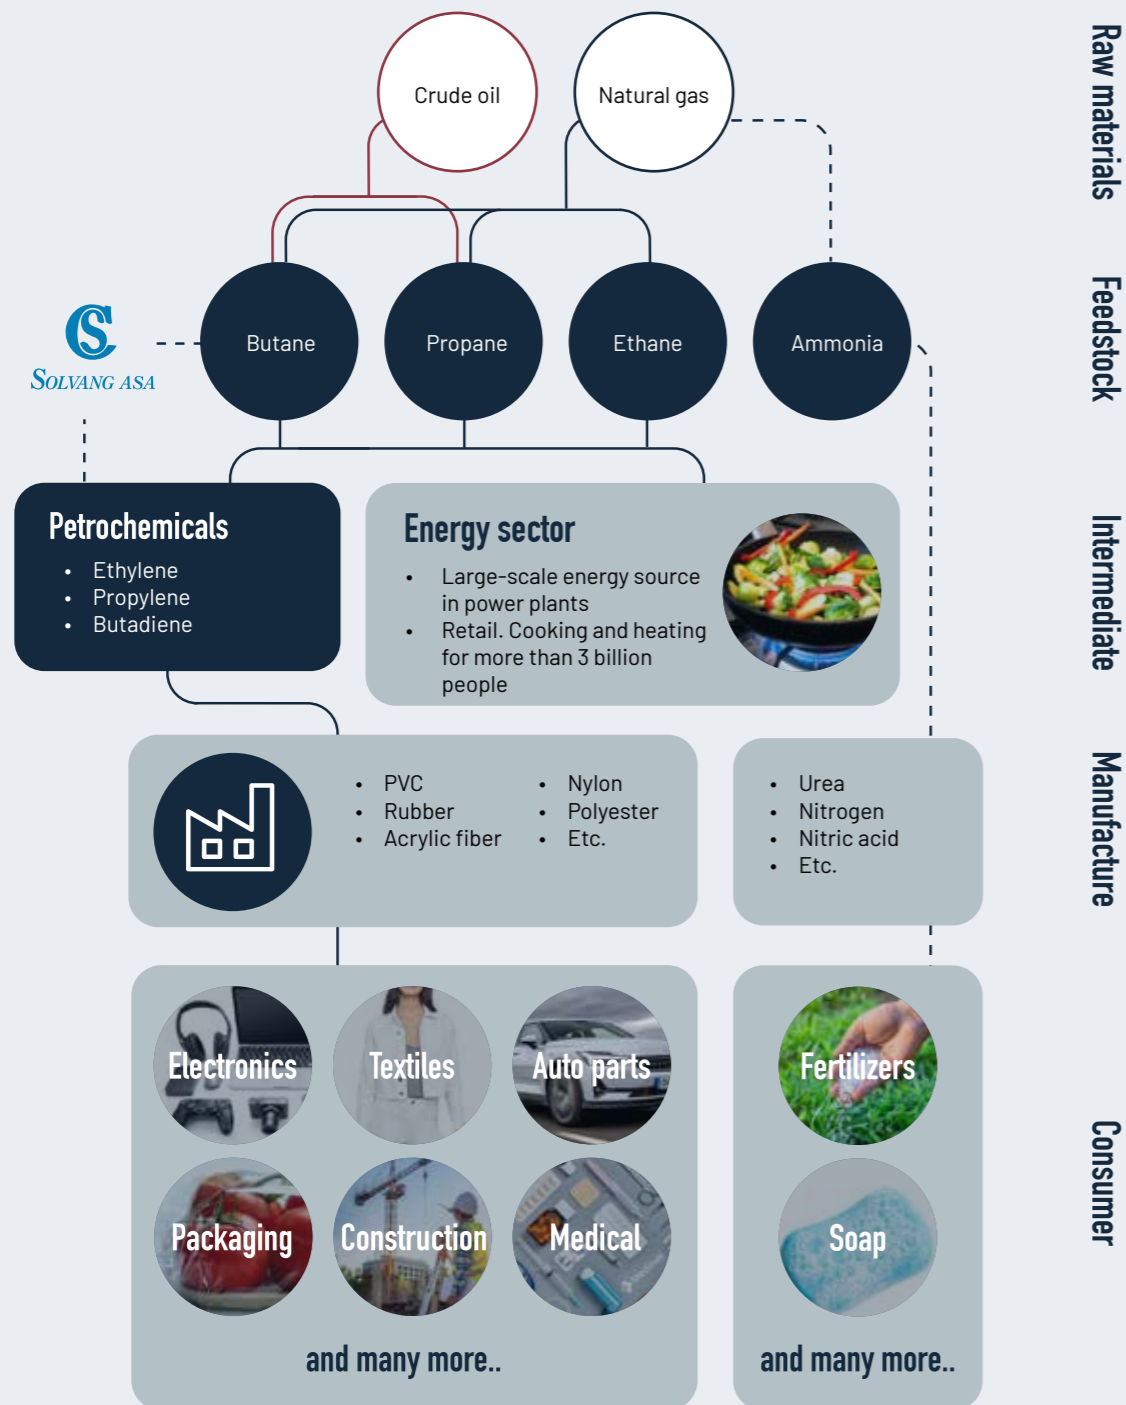 Crude oil
Natural gas
Raw materials
SOLVANG ASA
Butane
Propane
Ethane
Ammonia
Feedstock
Petrochemicals
• Ethylene
• Propylene
• Butadiene
Energy sector
• Large-scale energy source
in power plants
• Retail. Cooking and heating
for more than 3 billion
people
Intermediate
• PVC
• Rubber
• Acrylic fiber
• Nylon
• Polyester
• Etc.
• Urea
• Nitrogen
• Nitric acid
• Etc.
Manufacture
Electronics
Textiles
Auto parts
Packaging
Construction
Medical
and many more..
Fertilizers
Soap
and many more..
Consumer